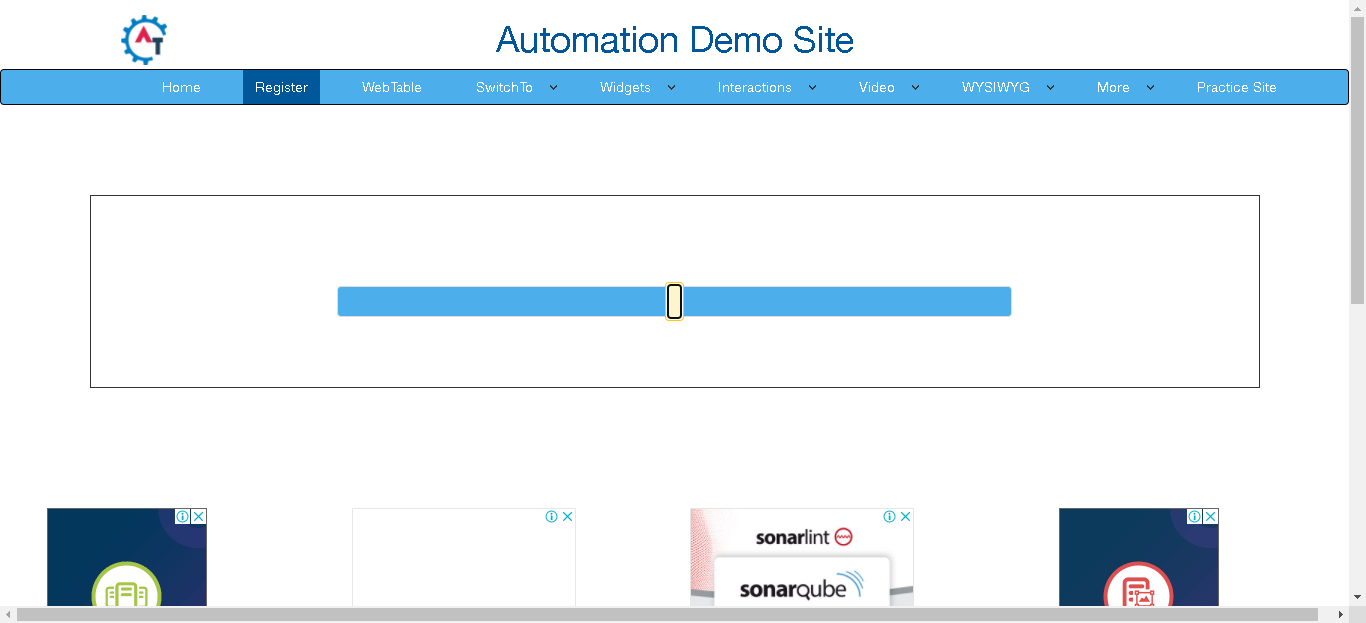 AT
Automation Demo Site
Home Register WebTable SwitchTo Widgets Interactions Video WYSIWYG More Practice Site
sonarlint
sonarqube